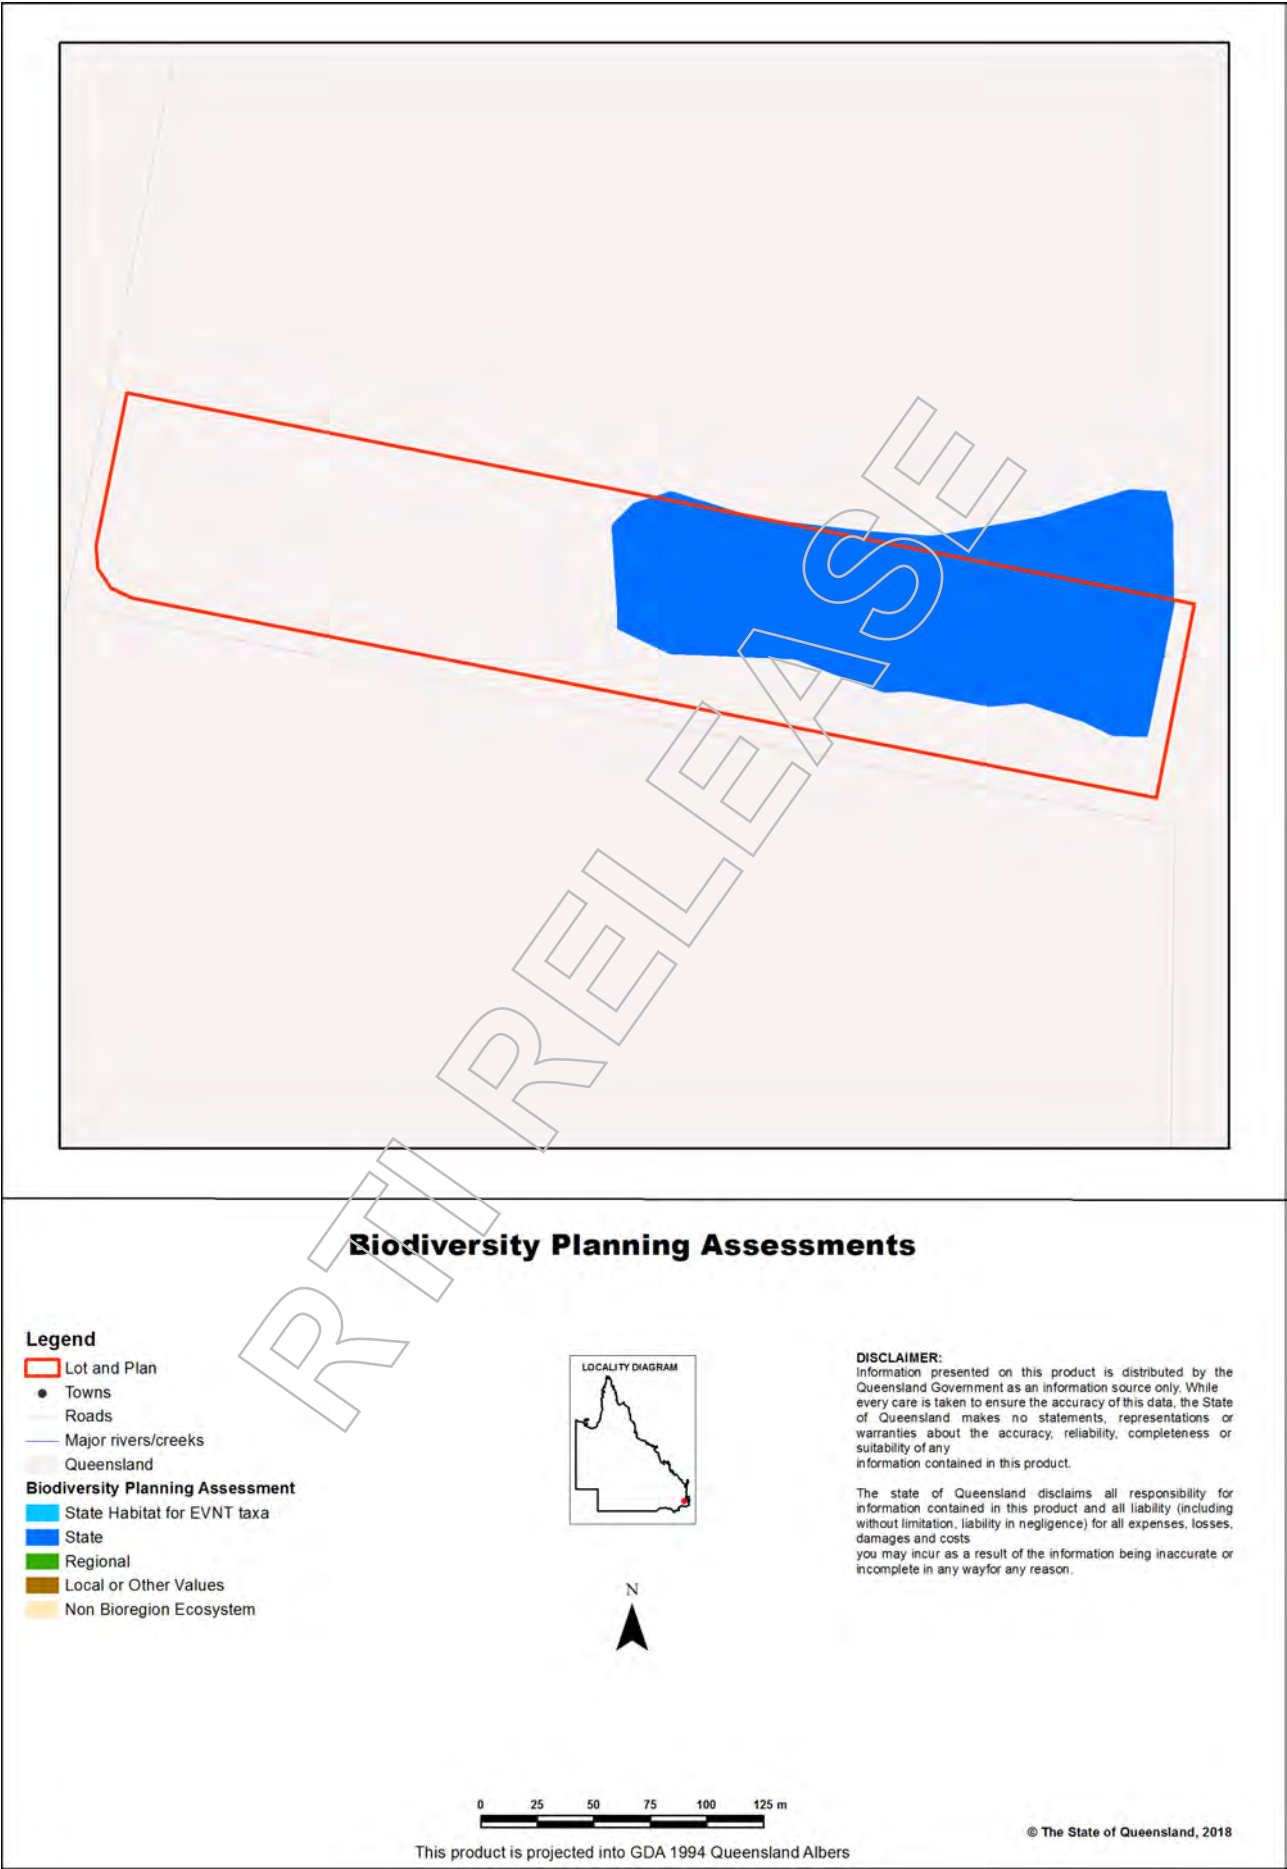 RTI RELEASE
Biodiversity Planning Assessments
Legend
Lot and Plan
Towns
Roads
Major rivers/creeks
Queensland
Biodiversity Planning Assessment
State Habitat for EVNT taxa
State
Regional
Local or Other Values
Non Bioregion Ecosystem
LOCALITY DIAGRAM
N
DISCLAIMER:
Information presented on this product is distributed by the
Queensland Government as an information source only. While
every care is taken to ensure the accuracy of this data, the State
of Queensland makes no statements, representations or
warranties about the accuracy, reliability, completeness or
suitability of any
information contained in this product.
The state of Queensland disclaims all responsibility for
information contained in this product and all liability (including
without limitation, liability in negligence) for all expenses, losses,
damages and costs
you may incur as a result of the information being inaccurate or
incomplete in any wayfor any reason.
0 25 50 75 100 125 m
This product is projected into GDA 1994 Queensland Albers
© The State of Queensland, 2018